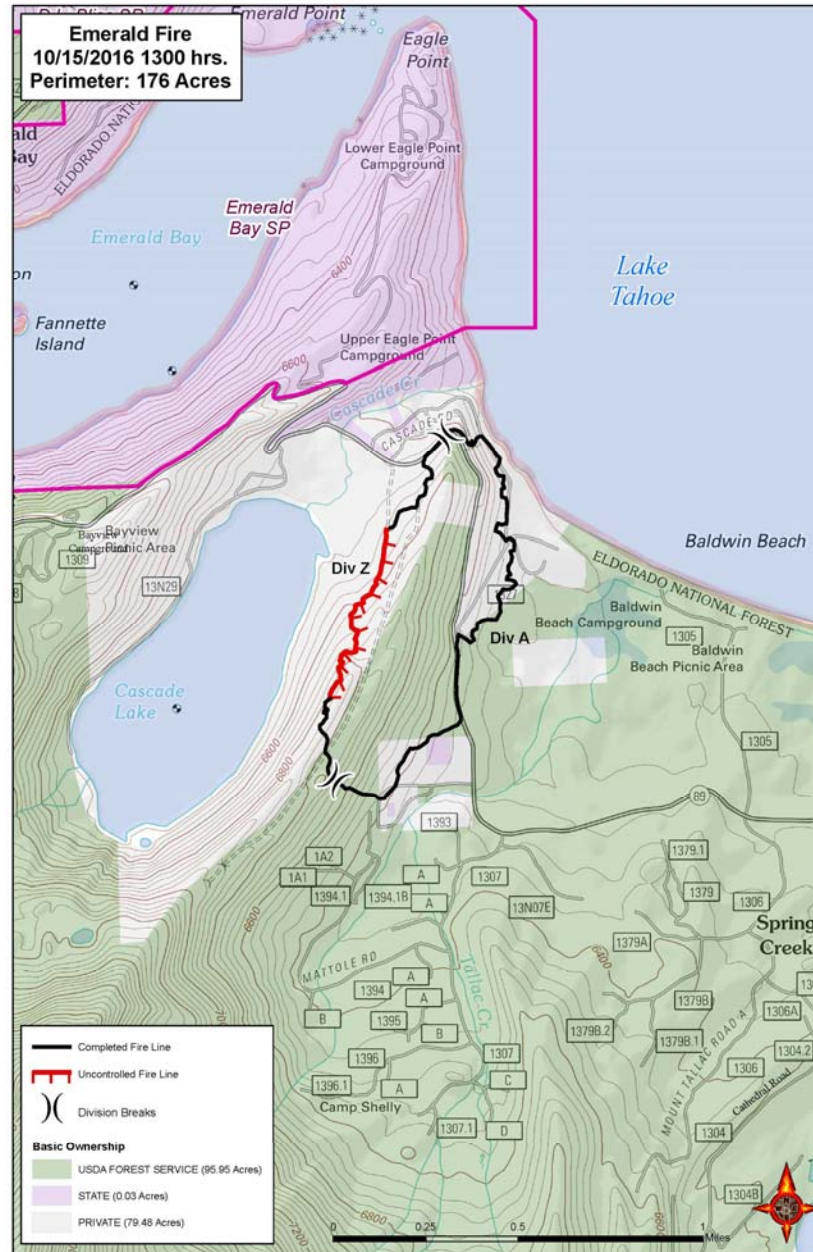 Emerald Fire
10/15/2016 1300 hrs.
Perimeter: 176 Acres
Emerald Point
Eagle
Point
Lower Eagle Point
Campground
ELDORADO NATION
Emerald
Bay SP
Emerald Bay
6400
Lake
Tahoe
Fannette
Island
Upper Eagle Point
Campground
6600
Cascade Cr
CASCADE RD
Bayview
Picnic Area
Bayview
Campground
1309
13N29
Div Z
Div A
Baldwin Beach
ELDORADO NATIONAL FOREST
Baldwin
Beach Campground
1305
Baldwin
Beach Picnic Area
Cascade
Lake
6600
6800
1305
89
1393
1A2
1A1
1394.1
1394.1B
A
A
1307
13N07E
1379.1
1379
1306
6600
Spring
Creek
1379A
6400
MATTOLE RD
Tallac Cr
1394
A
A
1395
B
B
1379B
1379B.2
1379B.1
1306A
1304.2
MOUNT TALLAC ROAD A
1396
1307
1306
Cathedral Road
1396.1
A
C
Camp Shelly
1307.1
D
1304
1304B
7200
6800
Completed Fire Line
Uncontrolled Fire Line
Division Breaks
Basic Ownership
USDA FOREST SERVICE (95.95 Acres)
STATE (0.03 Acres)
PRIVATE (79.48 Acres)
0 0.25 0.5 1
Miles